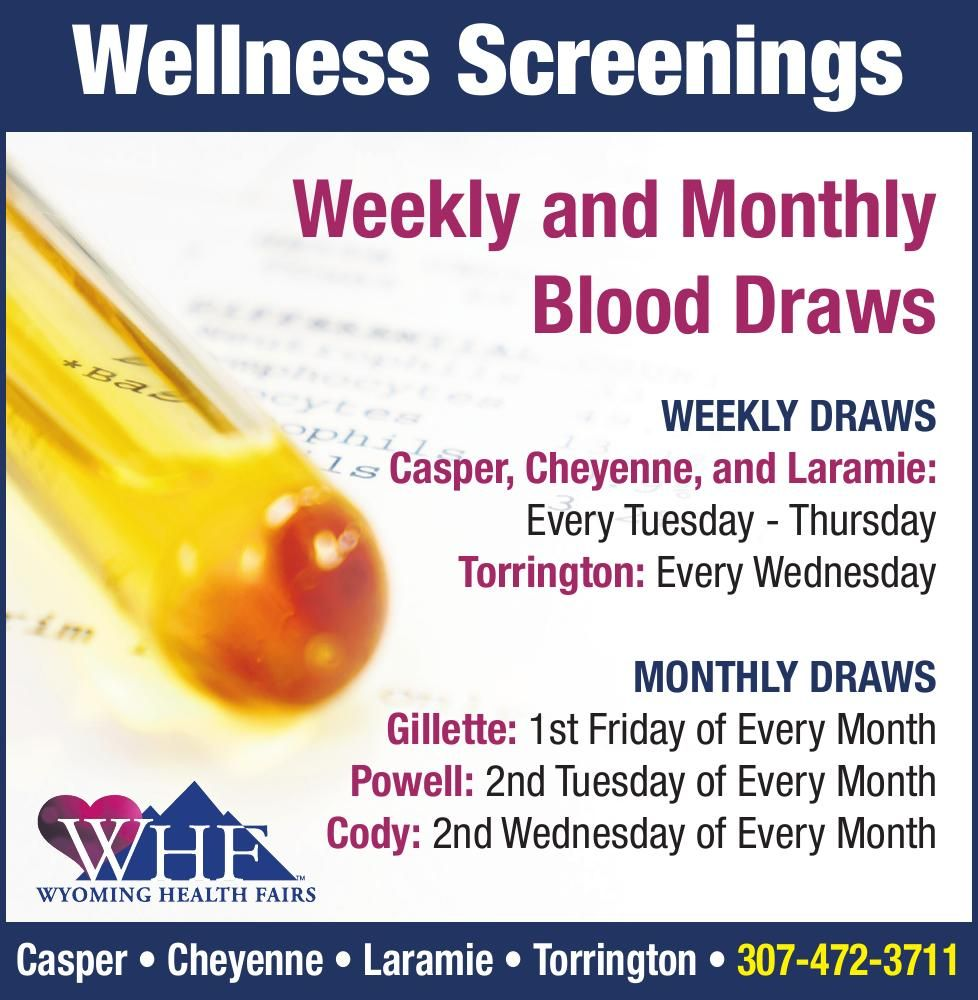 Wellness Screenings
Weekly and Monthly
Blood Draws
WEEKLY DRAWS
Casper, Cheyenne, and Laramie:
Every Tuesday - Thursday
Torrington: Every Wednesday
MONTHLY DRAWS
Gillette: 1st Friday of Every Month
Powell: 2nd Tuesday of Every Month
Cody: 2nd Wednesday of Every Month
WHF™
WYOMING HEALTH FAIRS
Casper • Cheyenne • Laramie • Torrington • 307-472-3711